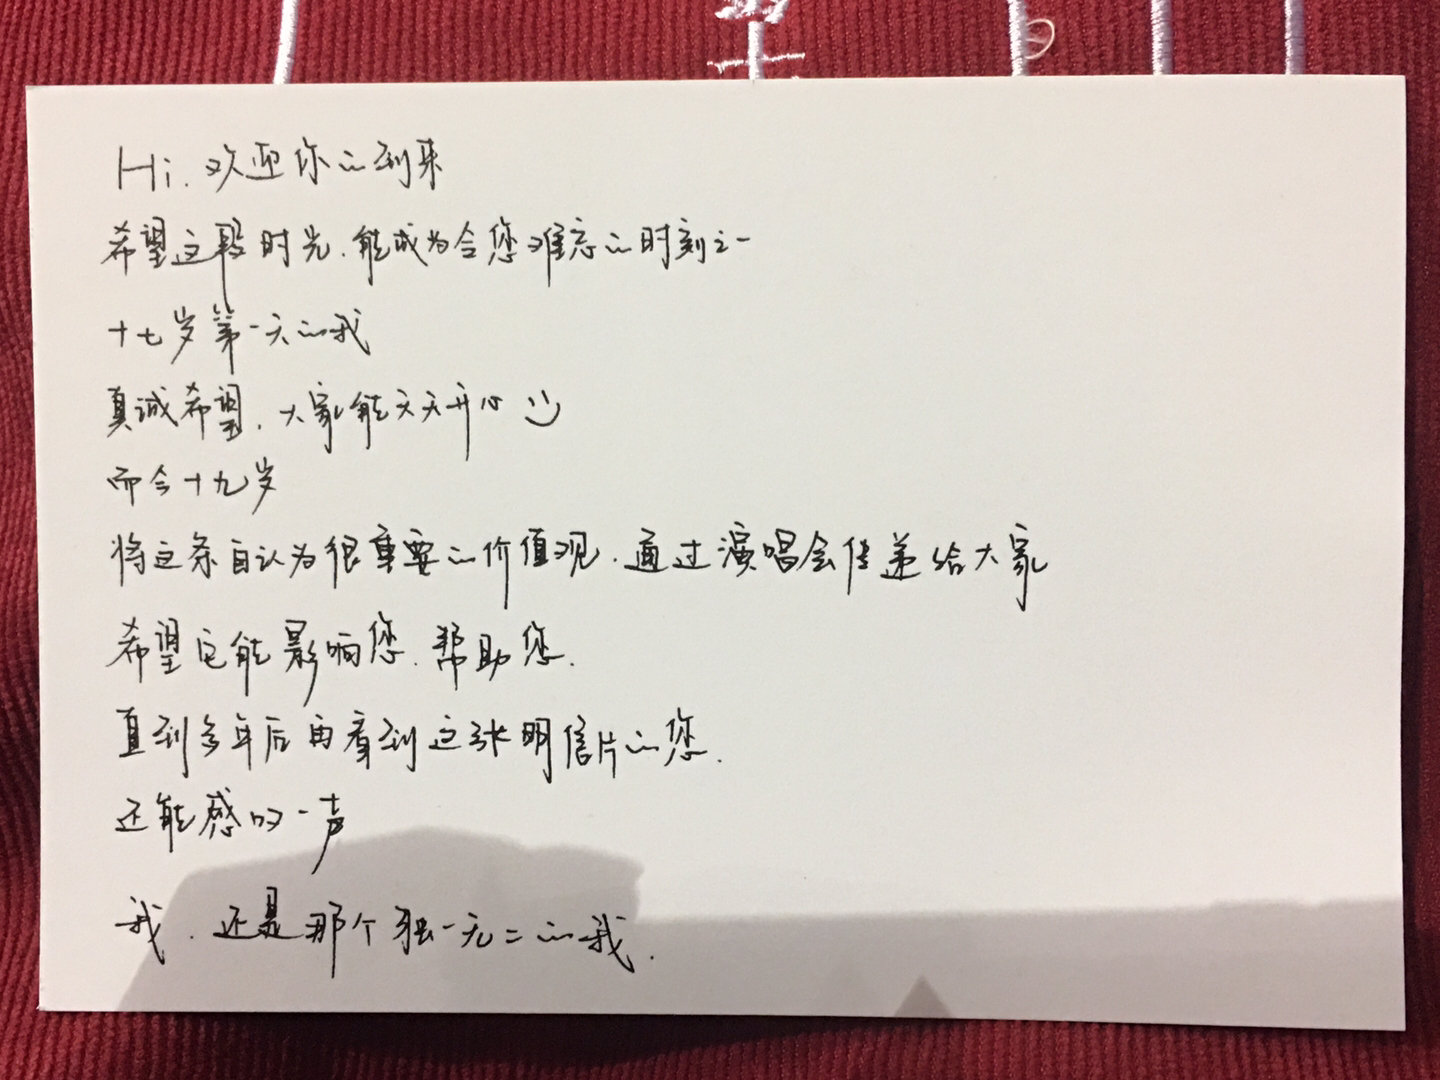 Hi. 欢迎你的到来
希望这段时光.能成为令您难忘的时刻之一
十七岁第一天的我
真诚希望.大家能天天开心
而今十九岁
将这条自认为很重要的价值观.通过演唱会传递给大家
希望它能影响您.帮助您.
直到多年后再看到这张明信片的您.
还能感叹一声
我.还是那个独一无二的我.